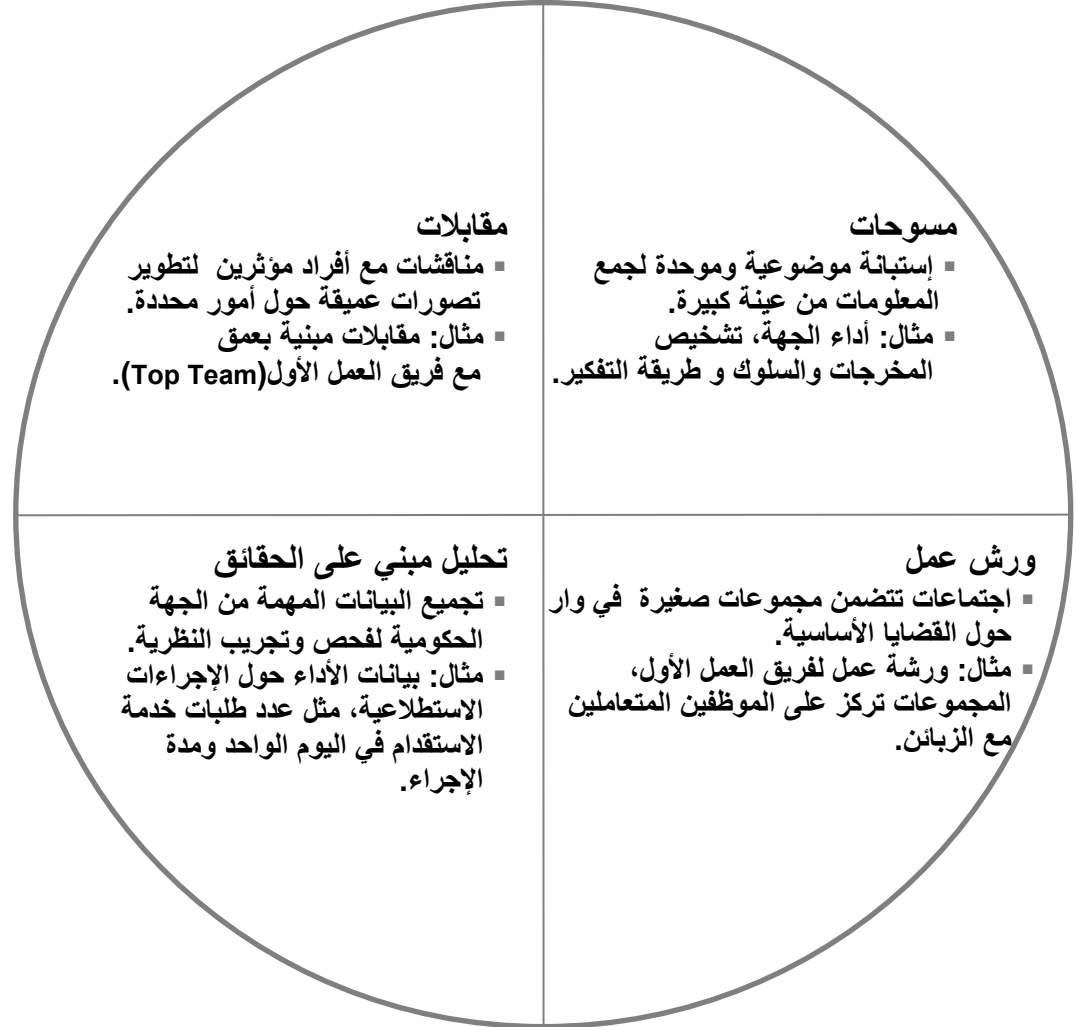 مسوحات
▪ إستبانة موضوعية وموحدة لجمع
المعلومات من عينة كبيرة.
▪ مثال: أداء الجهة، تشخيص
المخرجات والسلوك و طريقة التفكير.
مقابلات
▪ مناقشات مع أفراد مؤثرين لتطوير
تصورات عميقة حول أمور محددة.
▪ مثال: مقابلات مبنية بعمق
مع فريق العمل الأول(Top Team).
ورش عمل
▪ اجتماعات تتضمن مجموعات صغيرة في وار
حول القضايا الأساسية.
▪ مثال: ورشة عمل لفريق العمل الأول،
المجموعات تركز على الموظفين المتعاملين
مع الزبائن.
تحليل مبني على الحقائق
▪ تجميع البيانات المهمة من الجهة
الحكومية لفحص وتجريب النظرية.
▪ مثال: بيانات الأداء حول الإجراءات
الاستطلاعية، مثل عدد طلبات خدمة
الاستقدام في اليوم الواحد ومدة
الإجراء.